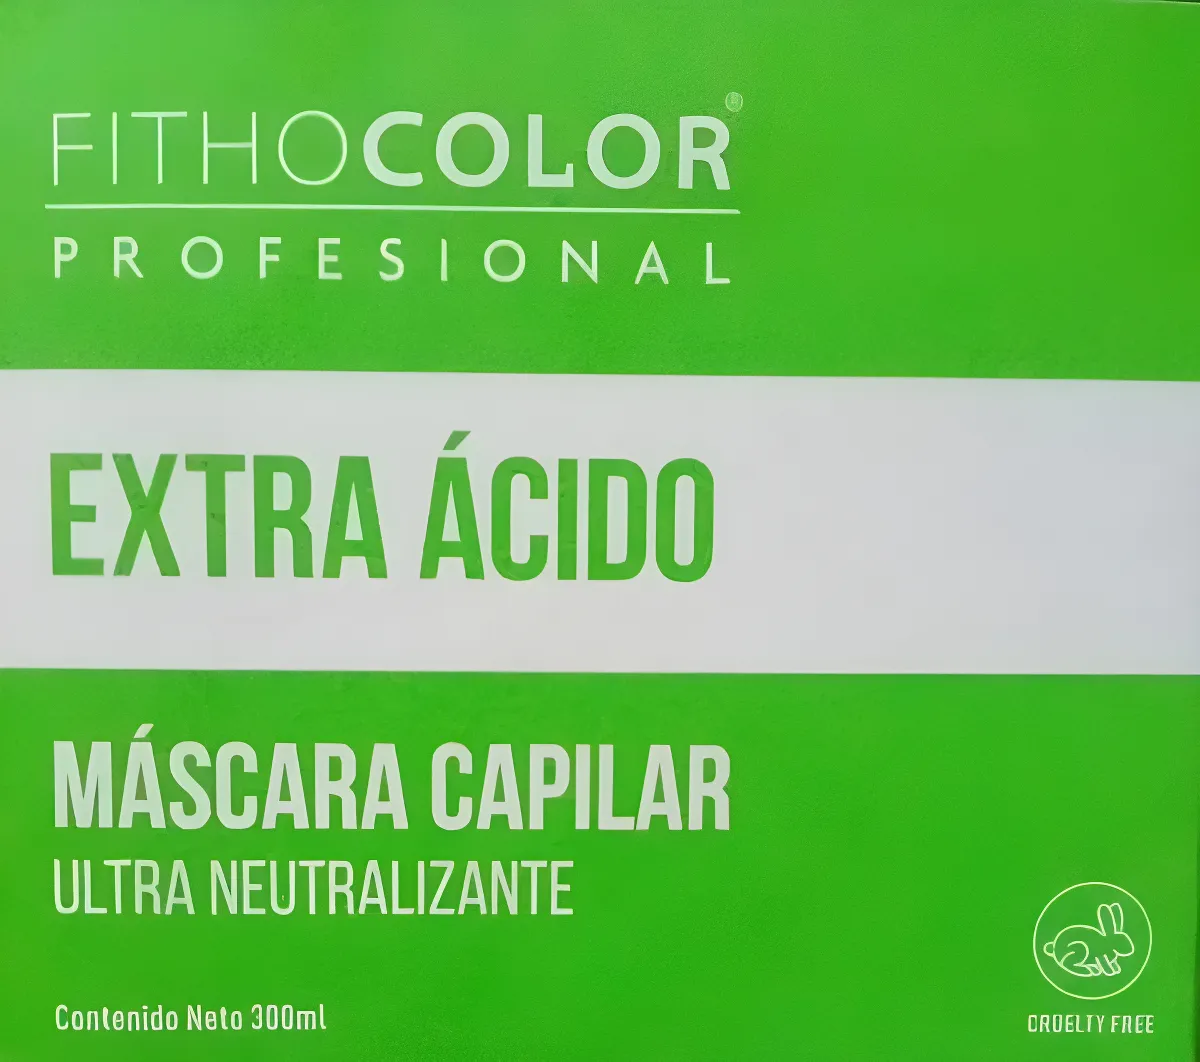 FITHOCOLOR®
PROFESIONAL
EXTRA ÁCIDO
MÁSCARA CAPILAR
ULTRA NEUTRALIZANTE
Contenido Neto 300ml
CRUELTY FREE